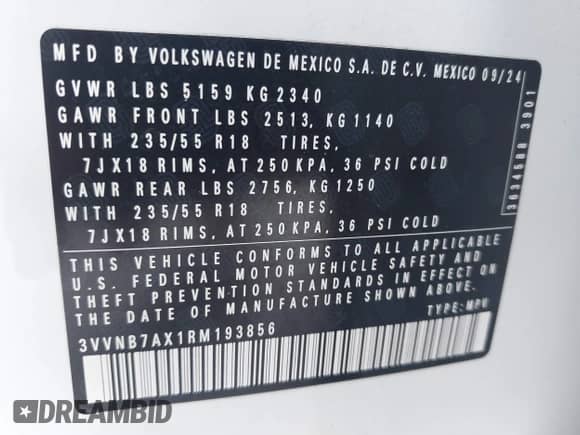 MFD BY VOLKSWAGEN DE MEXICO S.A. DE C.V. MEXICO 09/24
GVWR LBS 5159 KG 2340
GAWR FRONT LBS 2513, KG 1140
WITH 235/55 R18 TIRES,
7JX18 RIMS, AT 250 KPA, 36 PSI COLD
GAWR REAR LBS 2756, KG 1250
WITH 235/55 R18 TIRES,
7JX18 RIMS, AT 250 KPA, 36 PSI COLD
THIS VEHICLE CONFORMS TO ALL APPLICABLE
U.S. FEDERAL MOTOR VEHICLE SAFETY AND
THEFT PREVENTION STANDARDS IN EFFECT ON
THE DATE OF MANUFACTURE SHOWN ABOVE.
3VVNB7AX1RM193856 TYPE:MPV
3634588 3901
DREAMBID